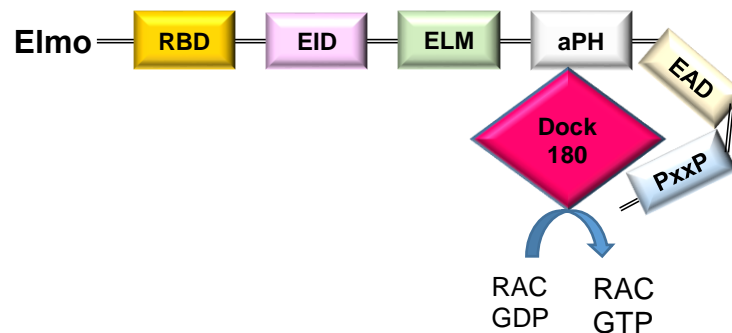 Elmo
RBD
EID
ELM
aPH
EAD
Dock
180
PxxP
RAC
GDP
RAC
GTP